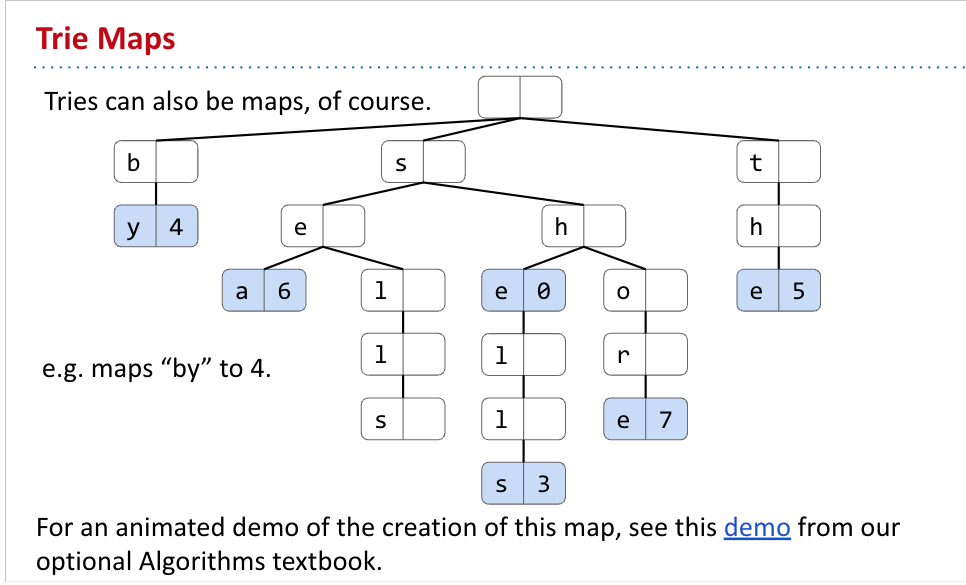 Trie Maps
Tries can also be maps, of course.
b s t
y 4 e h h
a 6 l e 0 o e 5
e.g. maps “by” to 4. l l r
s l e 7
s 3
For an animated demo of the creation of this map, see this demo from our
optional Algorithms textbook.